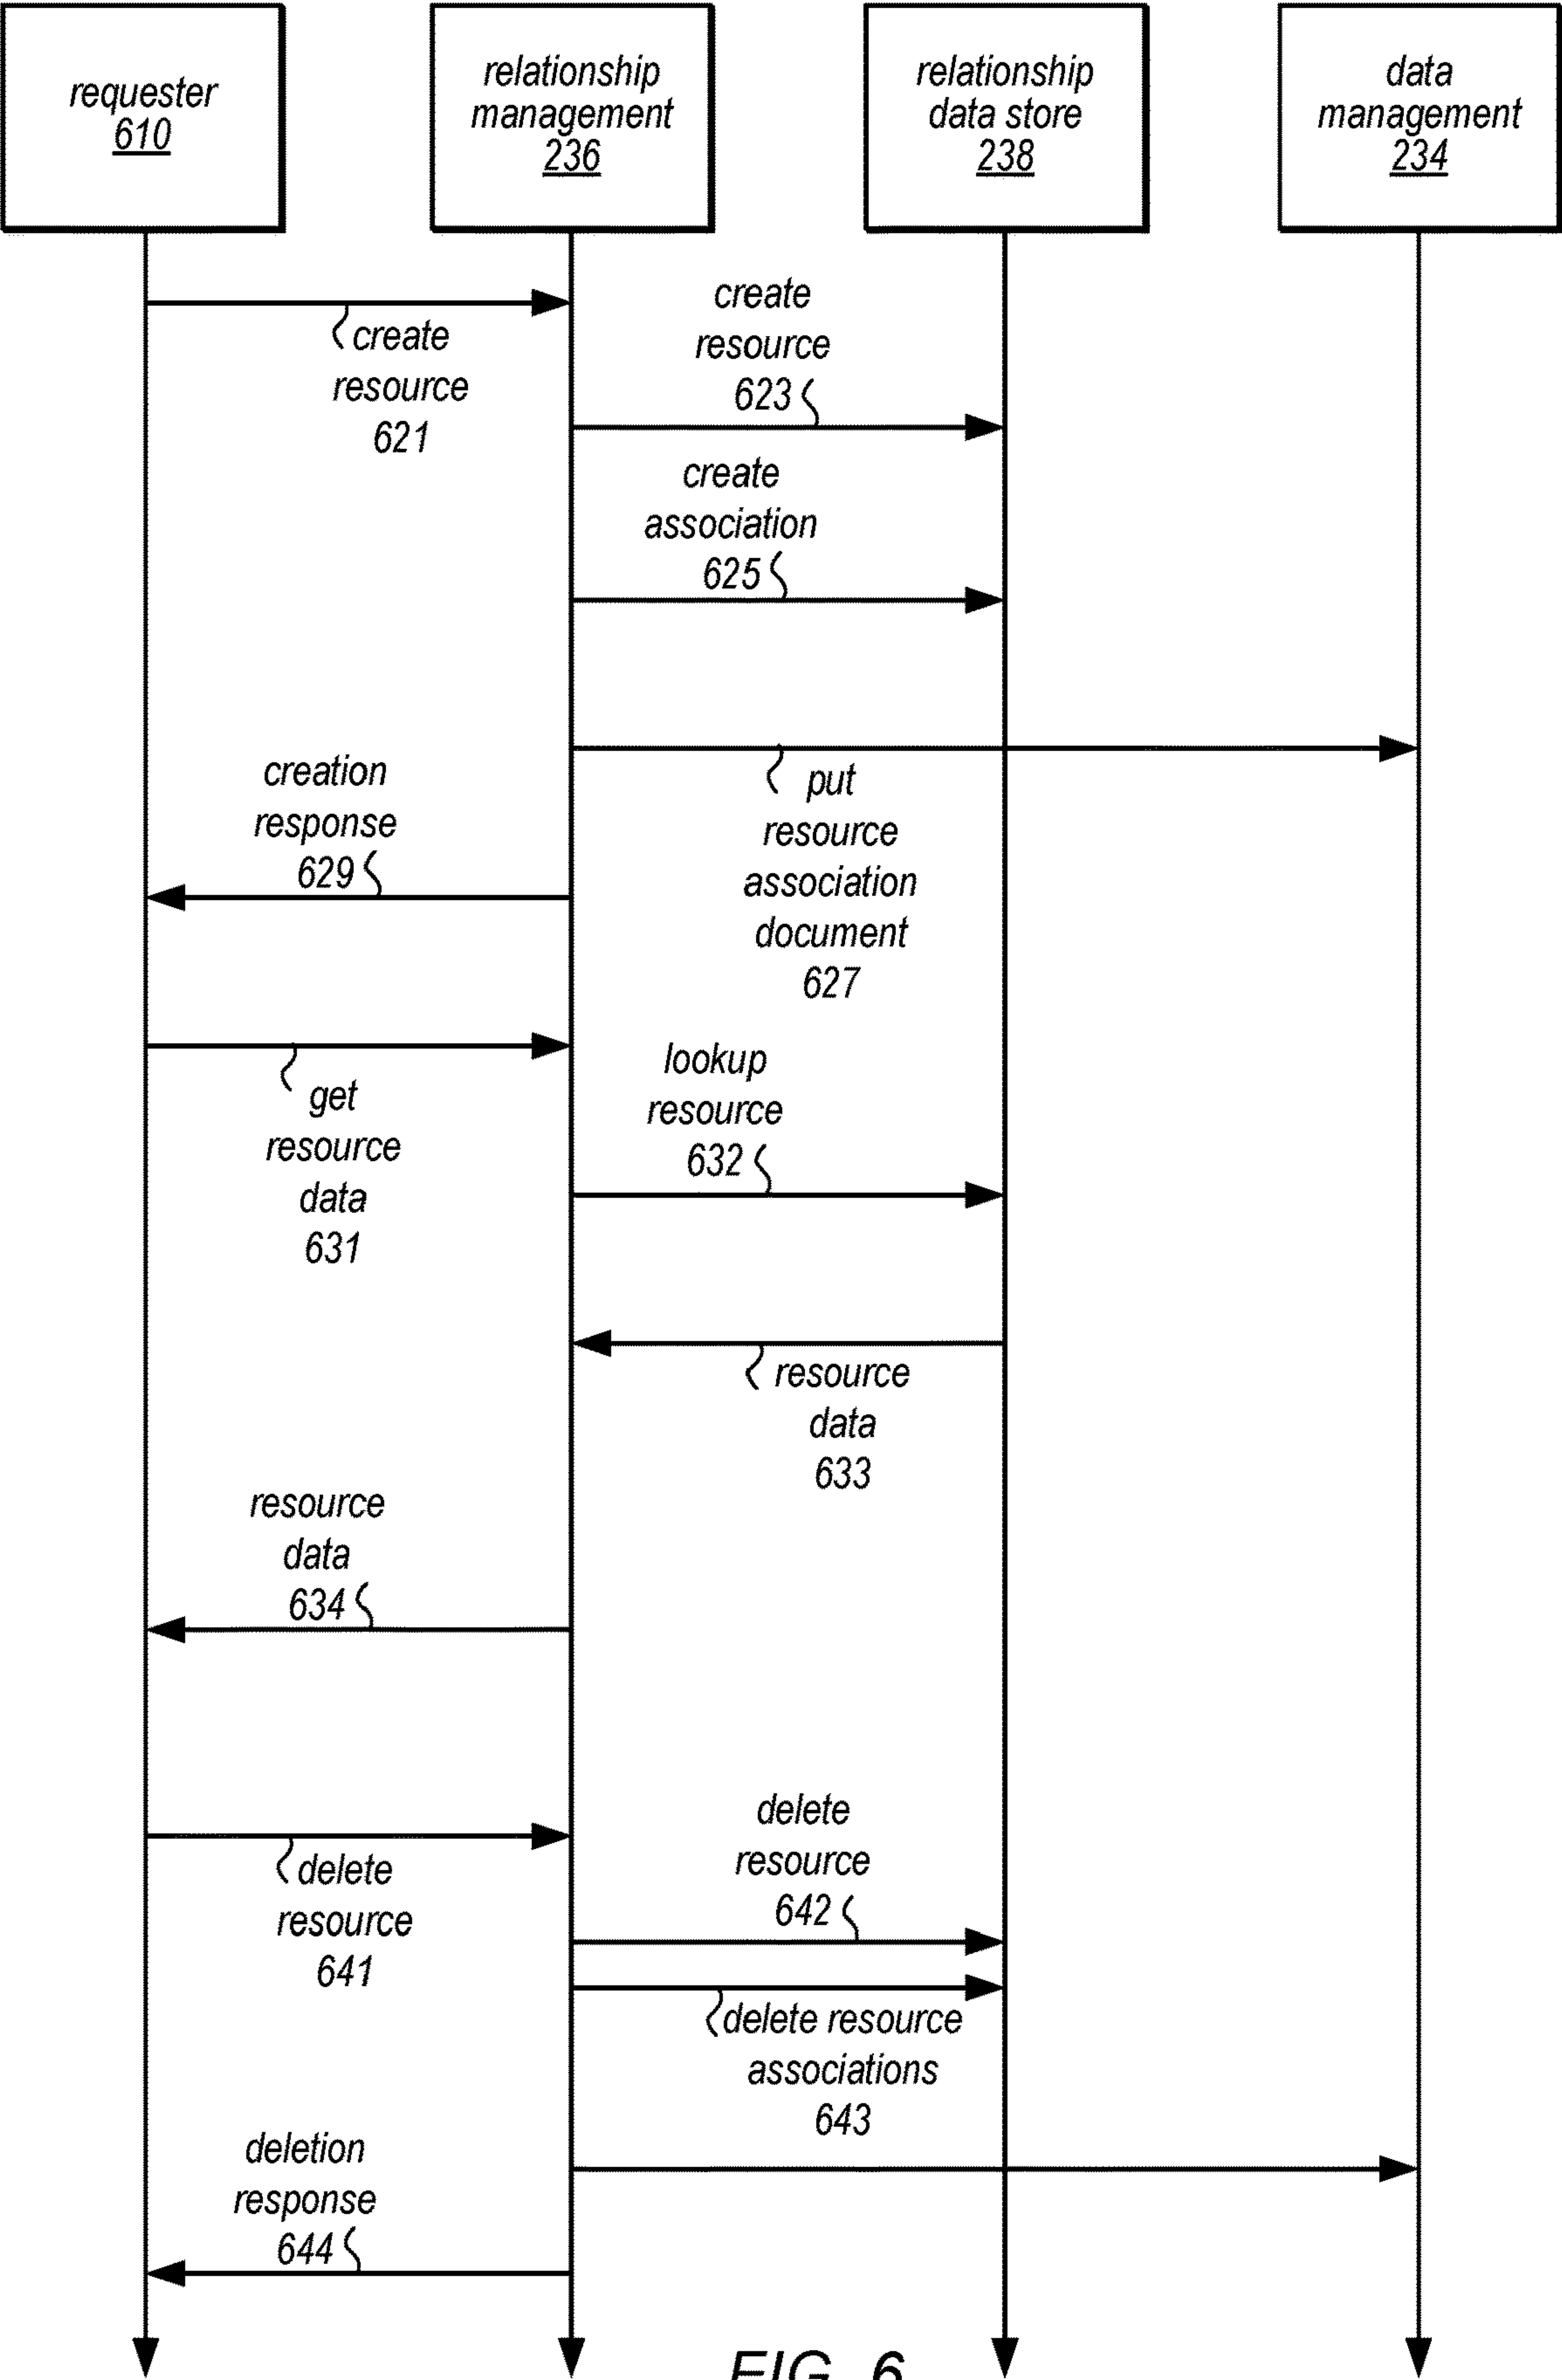 requester
610
relationship
management
236
relationship
data store
238
data
management
234
create
resource
621
create
resource
623
create
association
625
put
resource
association
document
627
creation
response
629
get
resource
data
631
lookup
resource
632
resource
data
633
resource
data
634
delete
resource
641
delete
resource
642
delete resource
associations
643
deletion
response
644
FIG. 6